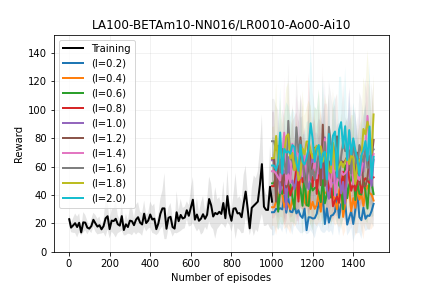 LA100-BETAm10-NN016/LR0010-Ao00-Ai10
140
120
100
80
60
40
20
0
Reward
Training
(l=0.2)
(l=0.4)
(l=0.6)
(l=0.8)
(l=1.0)
(l=1.2)
(l=1.4)
(l=1.6)
(l=1.8)
(l=2.0)
0 200 400 600 800 1000 1200 1400
Number of episodes